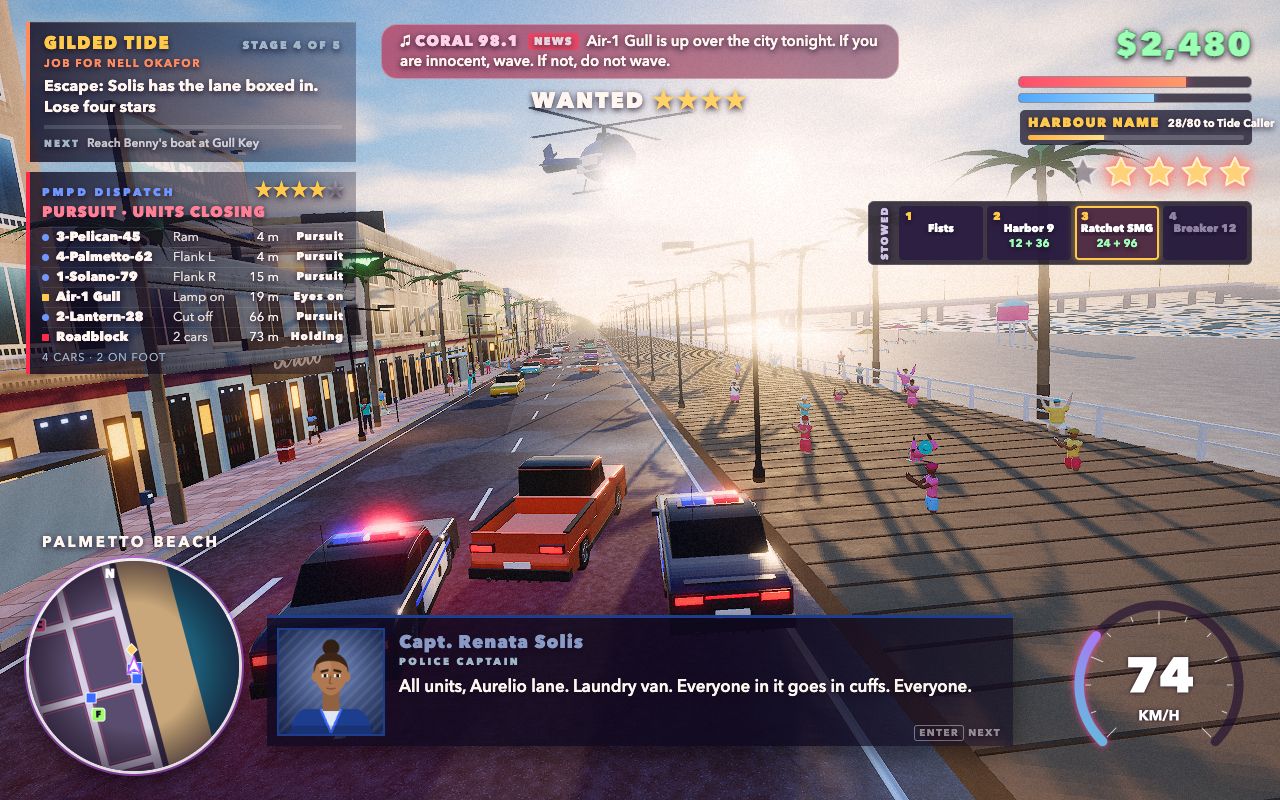 GILDED TIDE STAGE 4 OF 5
JOB FOR NELL OKAFOR
Escape: Solis has the lane boxed in.
Lose four stars
NEXT Reach Benny's boat at Gull Key
PMPD DISPATCH
PURSUIT • UNITS CLOSING
3-Pelican-45 Ram 4 m Pursuit
4-Palmetto-62 Flank L 4 m Pursuit
1-Solano-79 Flank R 15 m Pursuit
Air-1 Gull Lamp on 19 m Eyes on
2-Lantern-28 Cut off 66 m Pursuit
Roadblock 2 cars 73 m Holding
4 CARS · 2 ON FOOT
♫ CORAL 98.1 NEWS Air-1 Gull is up over the city tonight. If you
are innocent, wave. If not, do not wave.
WANTED
$2,480
HARBOUR NAME 28/80 to Tide Caller
STOWED
1 Fists
2 Harbor 9
12 + 36
3 Ratchet SMG
24 + 96
4 Breaker 12
PALMETTO BEACH
N
F
Capt. Renata Solis
POLICE CAPTAIN
All units, Aurelio lane. Laundry van. Everyone in it goes in cuffs. Everyone.
ENTER NEXT
74
KM/H